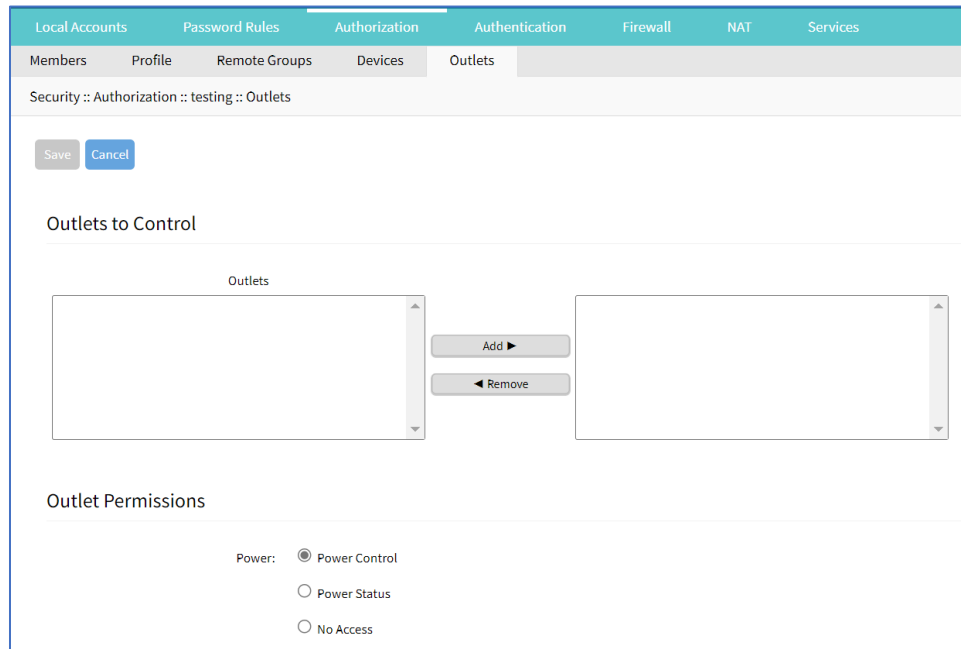 Local Accounts Password Rules Authorization Authentication Firewall NAT Services
Members Profile Remote Groups Devices Outlets
Security :: Authorization :: testing :: Outlets
Save Cancel
Outlets to Control
Outlets
Add ►
◄ Remove
Outlet Permissions
Power: Power Control
Power Status
No Access